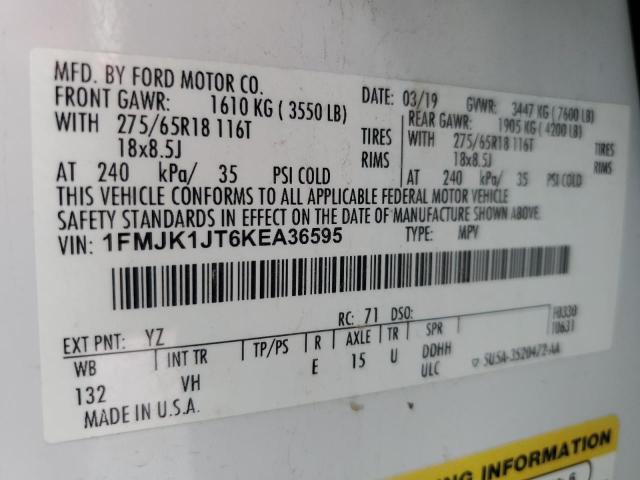 MFD. BY FORD MOTOR CO.
DATE: 03/19 GVWR: 3447 KG (7600 LB)
FRONT GAWR: 1610 KG ( 3550 LB) REAR GAWR: 1905 KG ( 4200 LB)
WITH 275/65R18 116T TIRES WITH 275/65R18 116T TIRES
18x8.5J RIMS 18x8.5J RIMS
AT 240 kPa/ 35 PSI COLD AT 240 kPa/ 35 PSI COLD
THIS VEHICLE CONFORMS TO ALL APPLICABLE FEDERAL MOTOR VEHICLE
SAFETY STANDARDS IN EFFECT ON THE DATE OF MANUFACTURE SHOWN ABOVE.
VIN: 1FMJK1JT6KEA36595 TYPE: MPV
F0330
EXT PNT: YZ RC: 71 DSO: T0631
WB INT TR TP/PS R AXLE TR SPR
132 VH E 15 U DDHH
ULC ▽ 5U5A-3520472-AA
MADE IN U.S.A.
INFORMATION